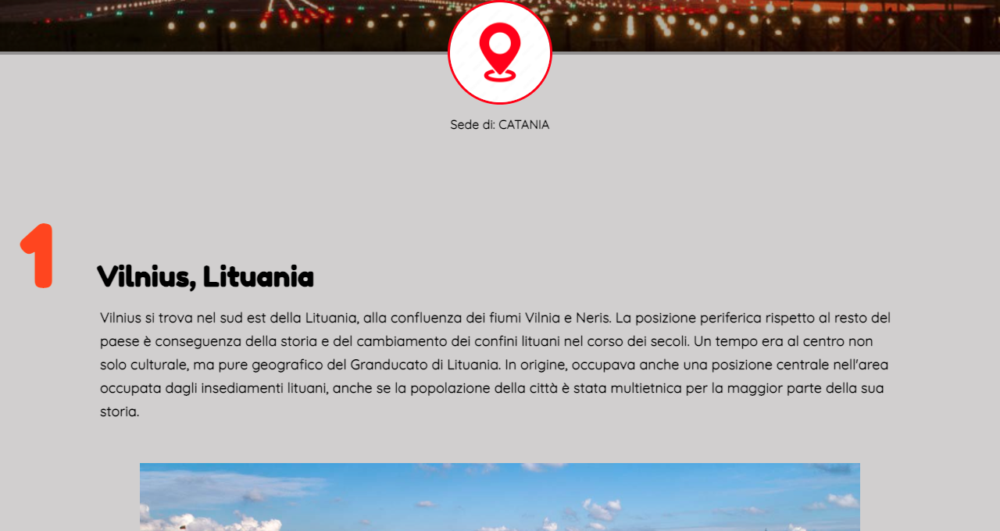 Sede di: CATANIA
1
Vilnius, Lituania
Vilnius si trova nel sud est della Lituania, alla confluenza dei fiumi Vilnia e Neris. La posizione periferica rispetto al resto del
paese è conseguenza della storia e del cambiamento dei confini lituani nel corso dei secoli. Un tempo era al centro non
solo culturale, ma pure geografico del Granducato di Lituania. In origine, occupava anche una posizione centrale nell'area
occupata dagli insediamenti lituani, anche se la popolazione della città è stata multietnica per la maggior parte della sua
storia.